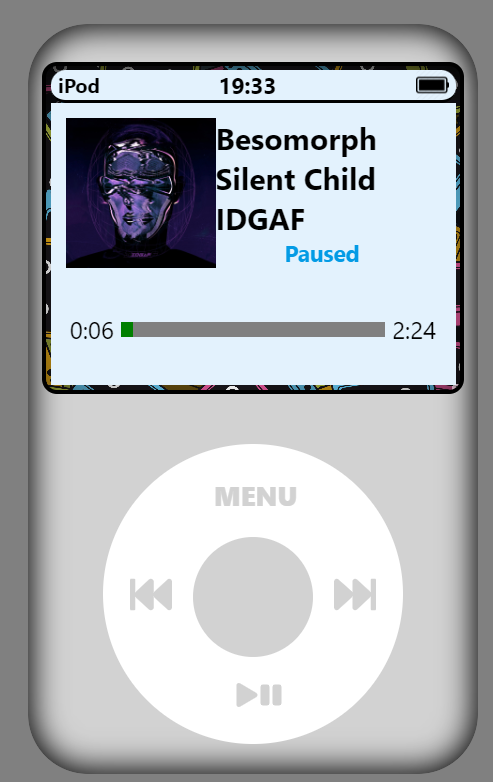 iPod 19:33
Besomorph
Silent Child
IDGAF
Paused
0:06 2:24
MENU